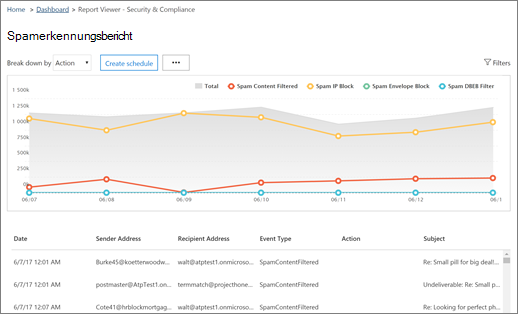 Home > Dashboard > Report Viewer - Security & Compliance
Spamerkennungsbericht
Break down by Action Create schedule ••• Filters
Total Spam Content Filtered Spam IP Block Spam Envelope Block Spam DBEB Filter
1 500k
1 000k
1 000k
750k
500k
250k
0k
06/07 06/08 06/09 06/10 06/11 06/12 06/1
Date Sender Address Recipient Address Event Type Action Subject
6/7/17 12:01 AM Burke45@koettenwoodw... walt@atptest1.onmicroso... SpamContentFiltered Re: Small pill for big deal!...
6/7/17 12:01 AM postmaster@AtpTest1.on... termmatch@projecthone... SpamContentFiltered Undeliverable: Re: Small p...
6/7/17 12:07 AM Cote41@hrblockmortgag... walt@atptest1.onmicroso... SpamContentFiltered Re: Looking for perfect ph...